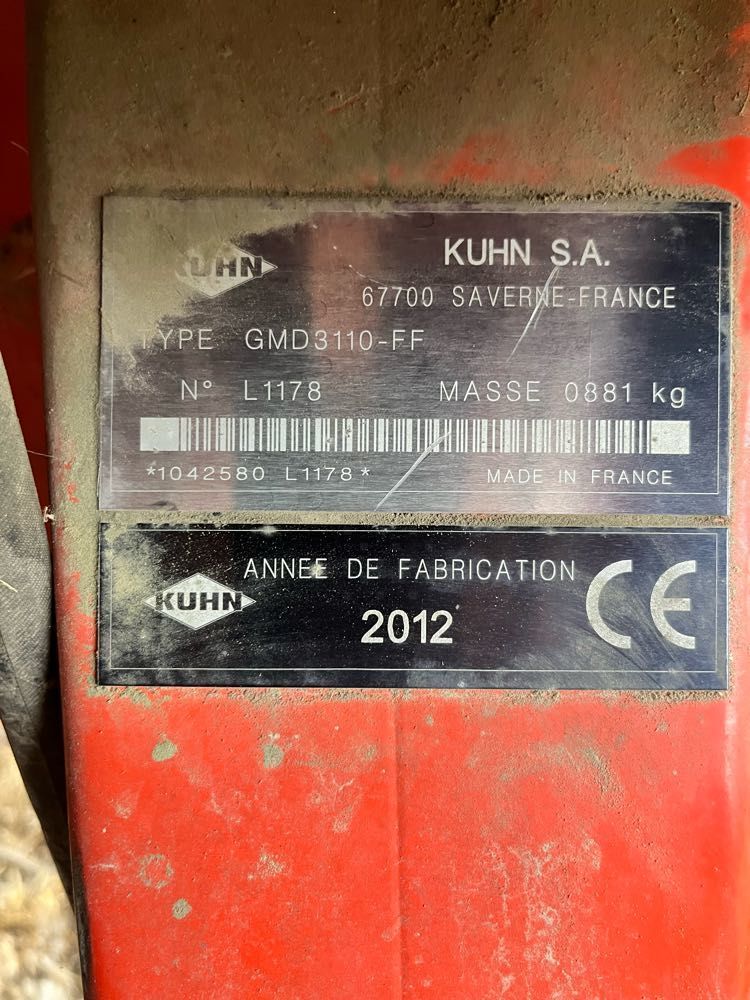 KUHN
KUHN S.A.
67700 SAVERNE-FRANCE
TYPE GMD3110-FF
N° L1178 MASSE 0881 kg
*1042580 L1178* MADE IN FRANCE
KUHN
ANNEE DE FABRICATION
2012
CE